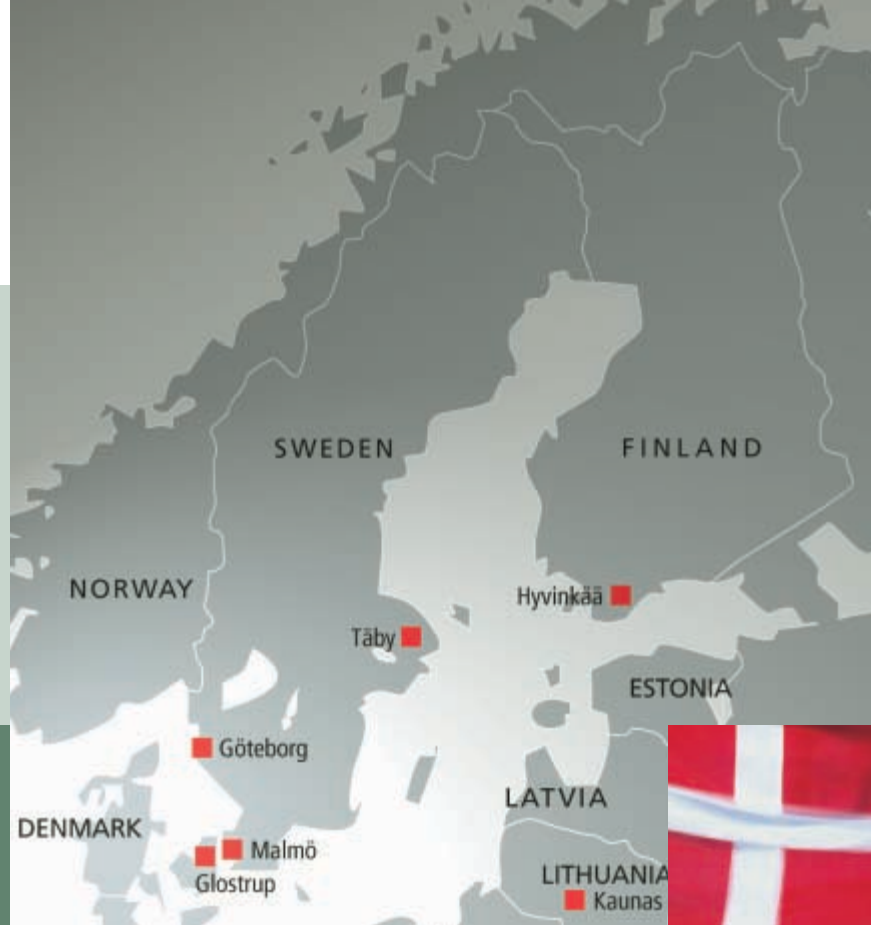 SWEDEN
FINLAND
NORWAY
Hyvinkää
Täby
ESTONIA
Göteborg
LATVIA
DENMARK
Malmö
Glostrup
LITHUANIA
Kaunas